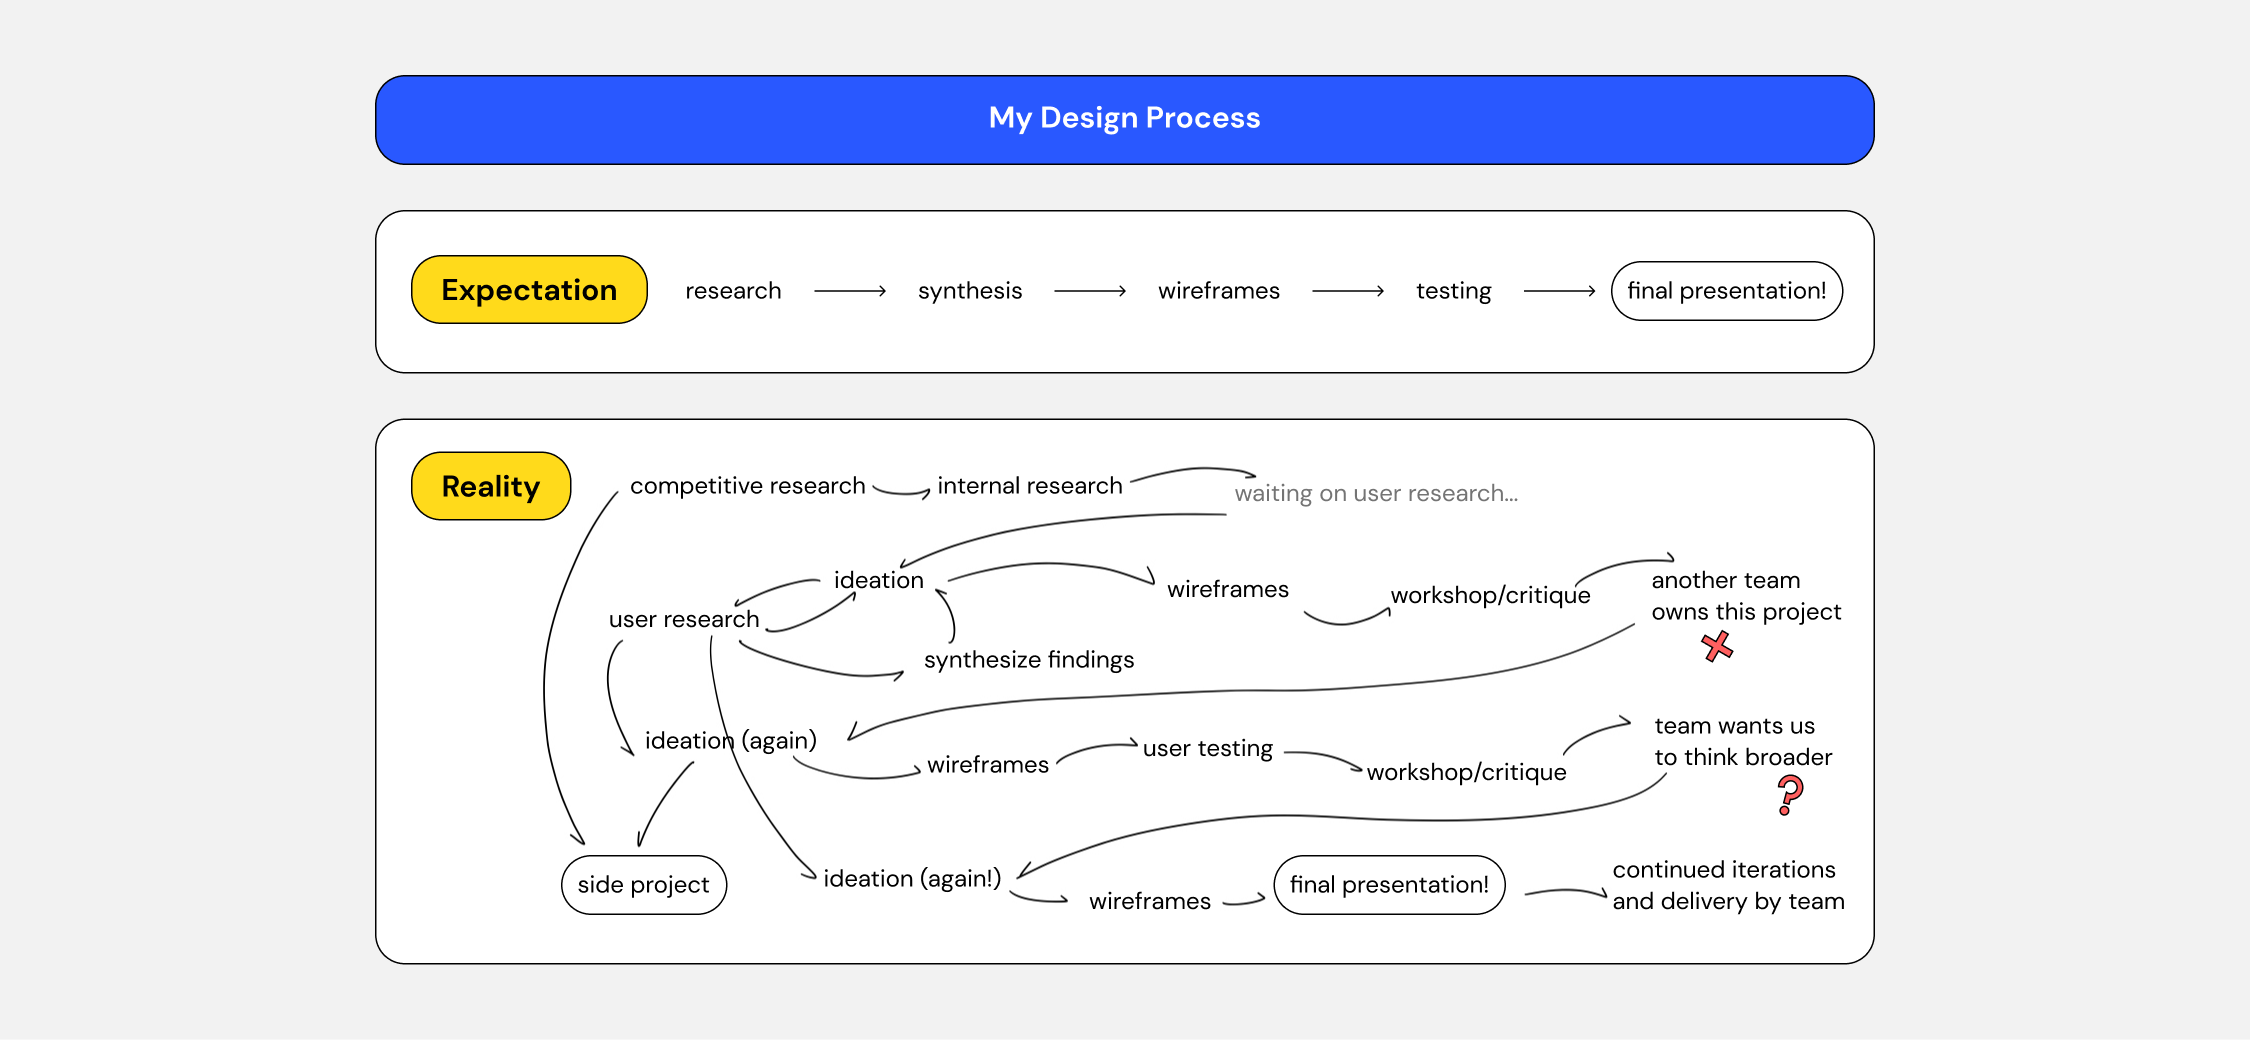 My Design Process
Expectation
research
synthesis
wireframes
testing
final presentation!
Reality
competitive research
internal research
waiting on user research...
ideation
wireframes
workshop/critique
another team
owns this project
user research
synthesize findings
ideation (again)
wireframes
user testing
workshop/critique
team wants us
to think broader
side project
ideation (again!)
wireframes
final presentation!
continued iterations
and delivery by team